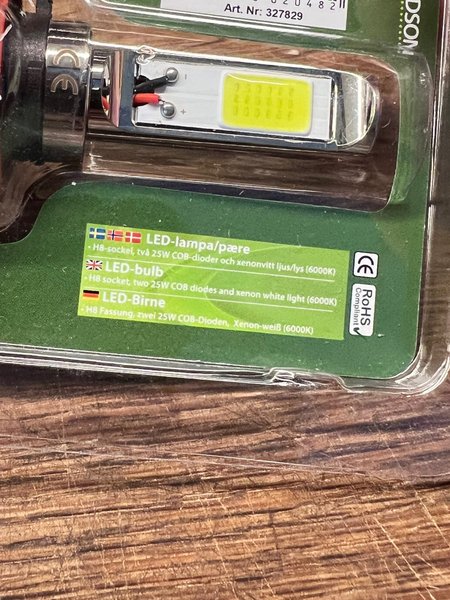 Art. Nr: 327829
CE
LED-lampa/pære
- H8-sockel, två 25W COB-dioder och xenonvitt ljus/lys (6000K)
LED-bulb
- H8 socket, two 25W COB diodes and xenon white light (6000K)
LED-Birne
- H8 Fassung, zwei 25W COB-Dioden, Xenon-weiß (6000K)
CE
RoHS
Compliant